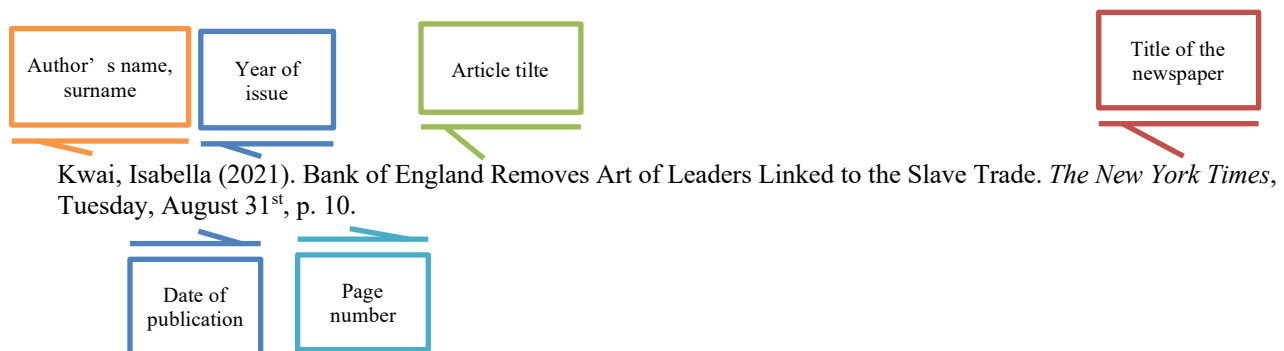 Author’ s name,
surname
Year of
issue
Article tilte
Title of the
newspaper
Kwai, Isabella (2021). Bank of England Removes Art of Leaders Linked to the Slave Trade. The New York Times,
Tuesday, August 31st, p. 10.
Date of
publication
Page
number